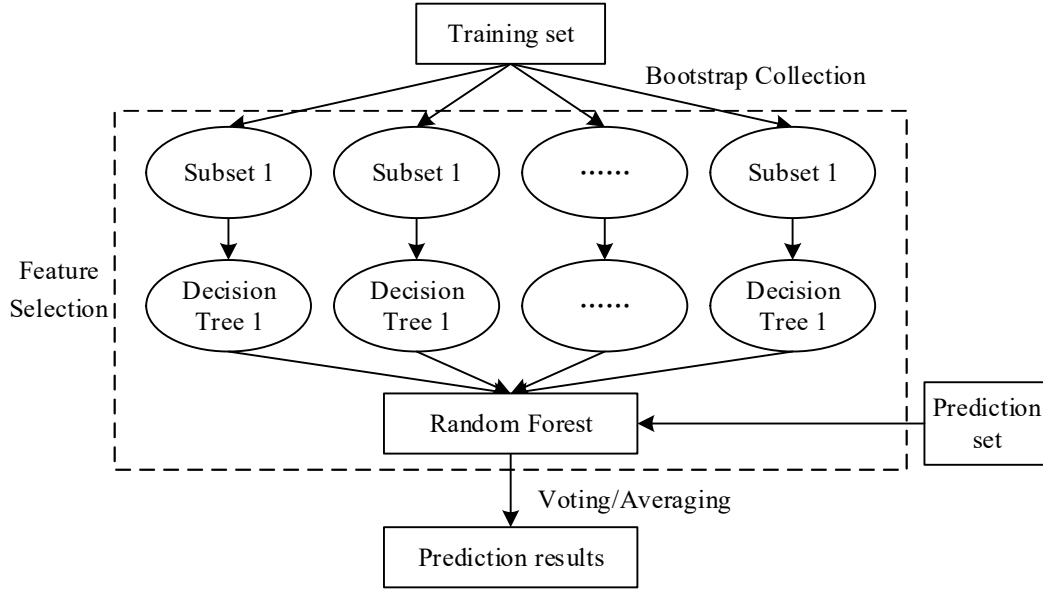 Training set
Bootstrap Collection
Subset 1
Subset 1
……
Subset 1
Feature
Selection
Decision
Tree 1
Decision
Tree 1
……
Decision
Tree 1
Random Forest
Prediction
set
Voting/Averaging
Prediction results